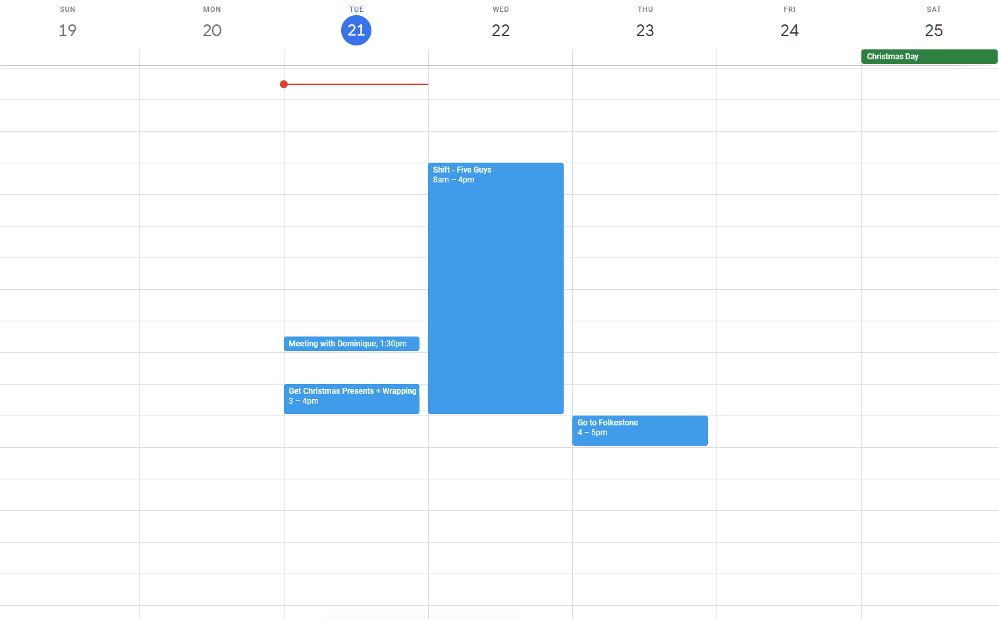 SUN MON TUE WED THU FRI SAT
19 20 21 22 23 24 25
Christmas Day
Shift - Five Guys
8am – 4pm
Meeting with Dominique, 1:30pm
Get Christmas Presents + Wrapping
3 – 4pm
Go to Folkestone
4 – 5pm